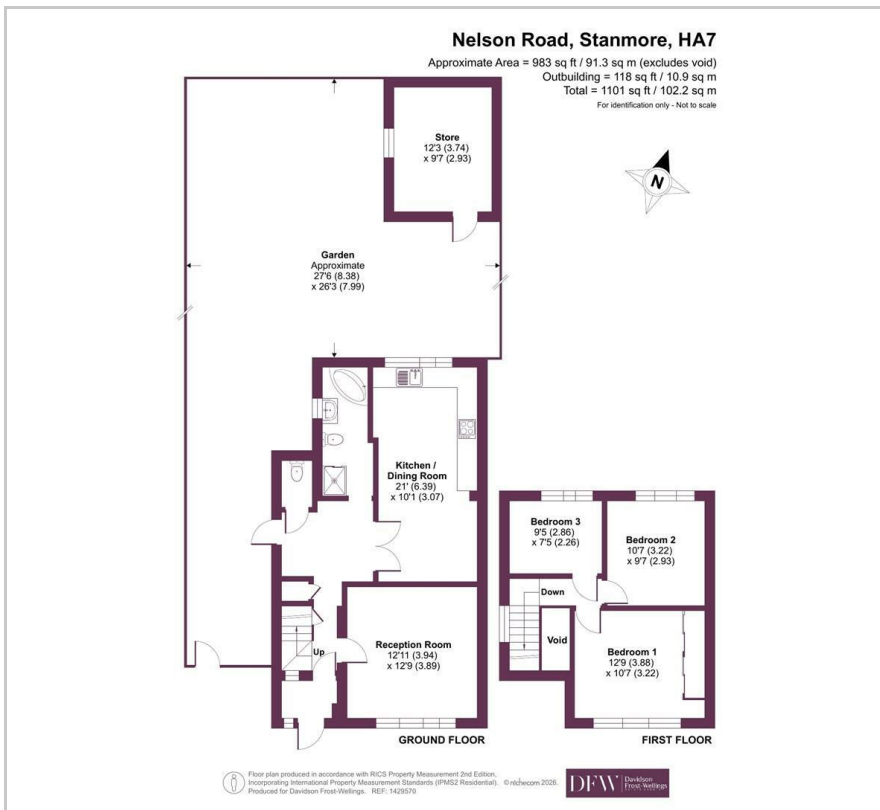 Nelson Road, Stanmore, HA7
Approximate Area = 983 sq ft / 91.3 sq m (excludes void)
Outbuilding = 118 sq ft / 10.9 sq m
Total = 1101 sq ft / 102.2 sq m
For identification only - Not to scale
Store
12'3 (3.74)
x 9'7 (2.93)
N
Garden
Approximate
27'6 (8.38)
x 26'3 (7.99)
Kitchen /
Dining Room
21' (6.39)
x 10'1 (3.07)
Bedroom 3
9'5 (2.86)
x 7'5 (2.26)
Bedroom 2
10'7 (3.22)
x 9'7 (2.93)
Down
Void
Bedroom 1
12'9 (3.88)
x 10'7 (3.22)
Up
Reception Room
12'11 (3.94)
x 12'9 (3.89)
GROUND FLOOR
FIRST FLOOR
Floor plan produced in accordance with RICS Property Measurement 2nd Edition,
Incorporating International Property Measurement Standards (IPMS2 Residential). © nichecom 2026.
Produced for Davidson Frost-Wellings. REF: 1429570
DFW Davidson
Frost-Wellings